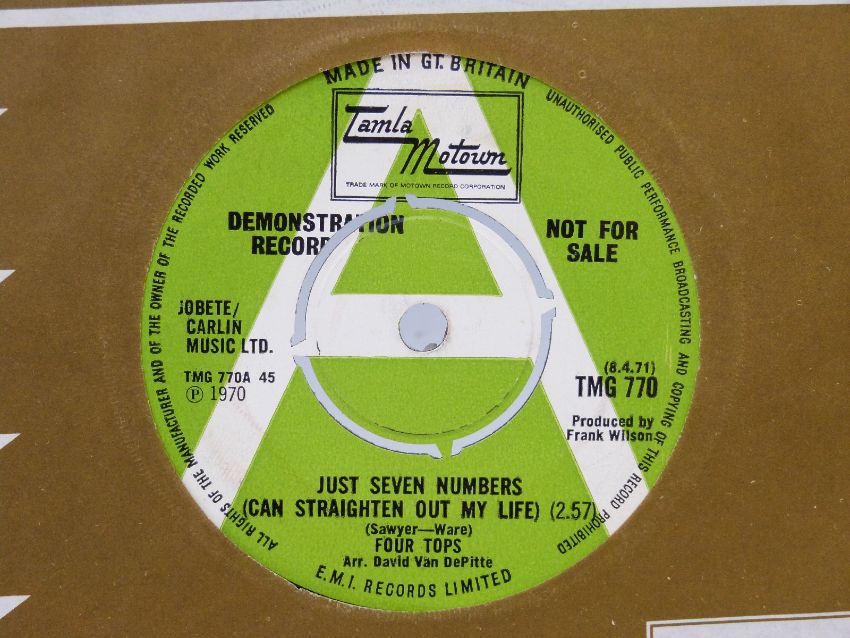 MADE IN GT. BRITAIN
Tamla
Motown
TRADE MARK OF MOTOWN RECORD CORPORATION
DEMONSTRATION
RECORD
NOT FOR
SALE
JOBETE/
CARLIN
MUSIC LTD.
TMG 770A 45
Ⓟ 1970
(8.4.71)
TMG 770
Produced by
Frank Wilson
JUST SEVEN NUMBERS
(CAN STRAIGHTEN OUT MY LIFE) (2.57)
(Sawyer—Ware)
FOUR TOPS
Arr. David Van DePitte
E.M.I. RECORDS LIMITED
ALL RIGHTS OF THE MANUFACTURER AND OF THE OWNER OF THE RECORDED WORK RESERVED
UNAUTHORISED PUBLIC PERFORMANCE BROADCASTING AND COPYING OF THIS RECORD PROHIBITED
A